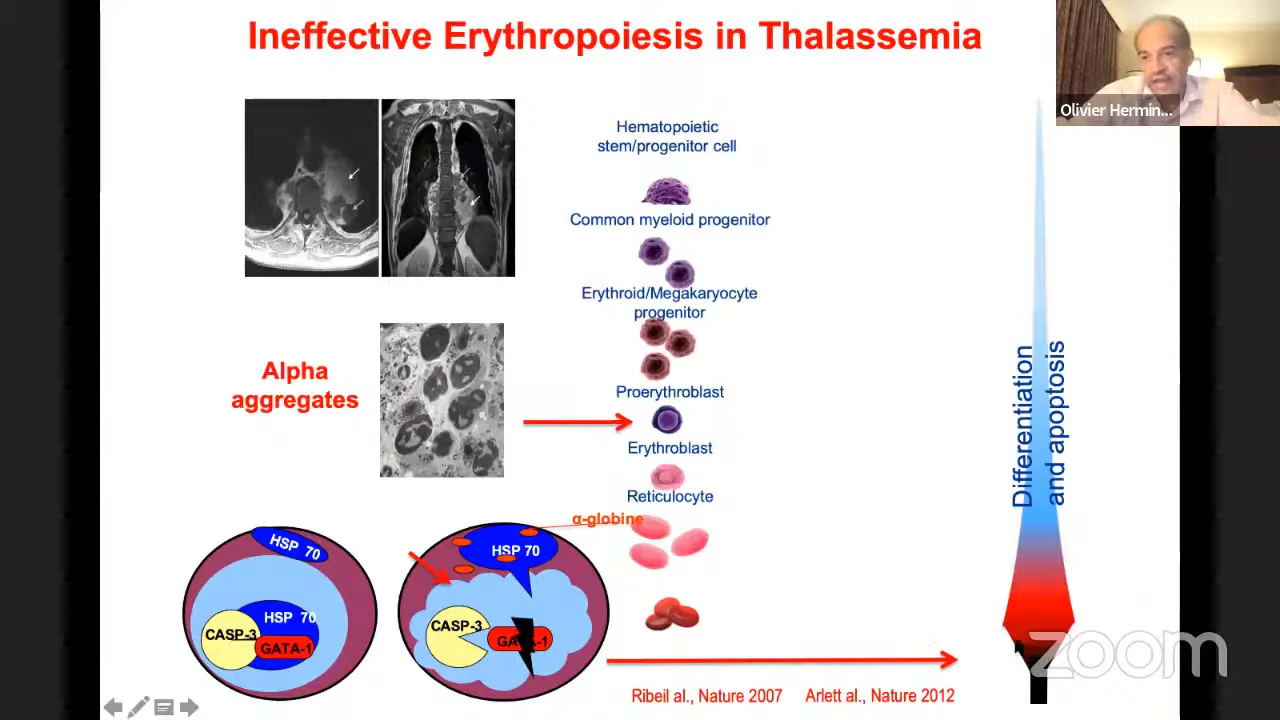 Ineffective Erythropoiesis in Thalassemia
Olivier Hermin...
Hematopoietic
stem/progenitor cell
Common myeloid progenitor
Erythroid/Megakaryocyte
progenitor
Proerythroblast
Erythroblast
Reticulocyte
Alpha
aggregates
Differentiation
and apoptosis
α-globine
HSP 70
HSP 70
CASP-3
GATA-1
HSP 70
CASP-3
GATA-1
Ribeil al., Nature 2007
Arlett al., Nature 2012
zoom